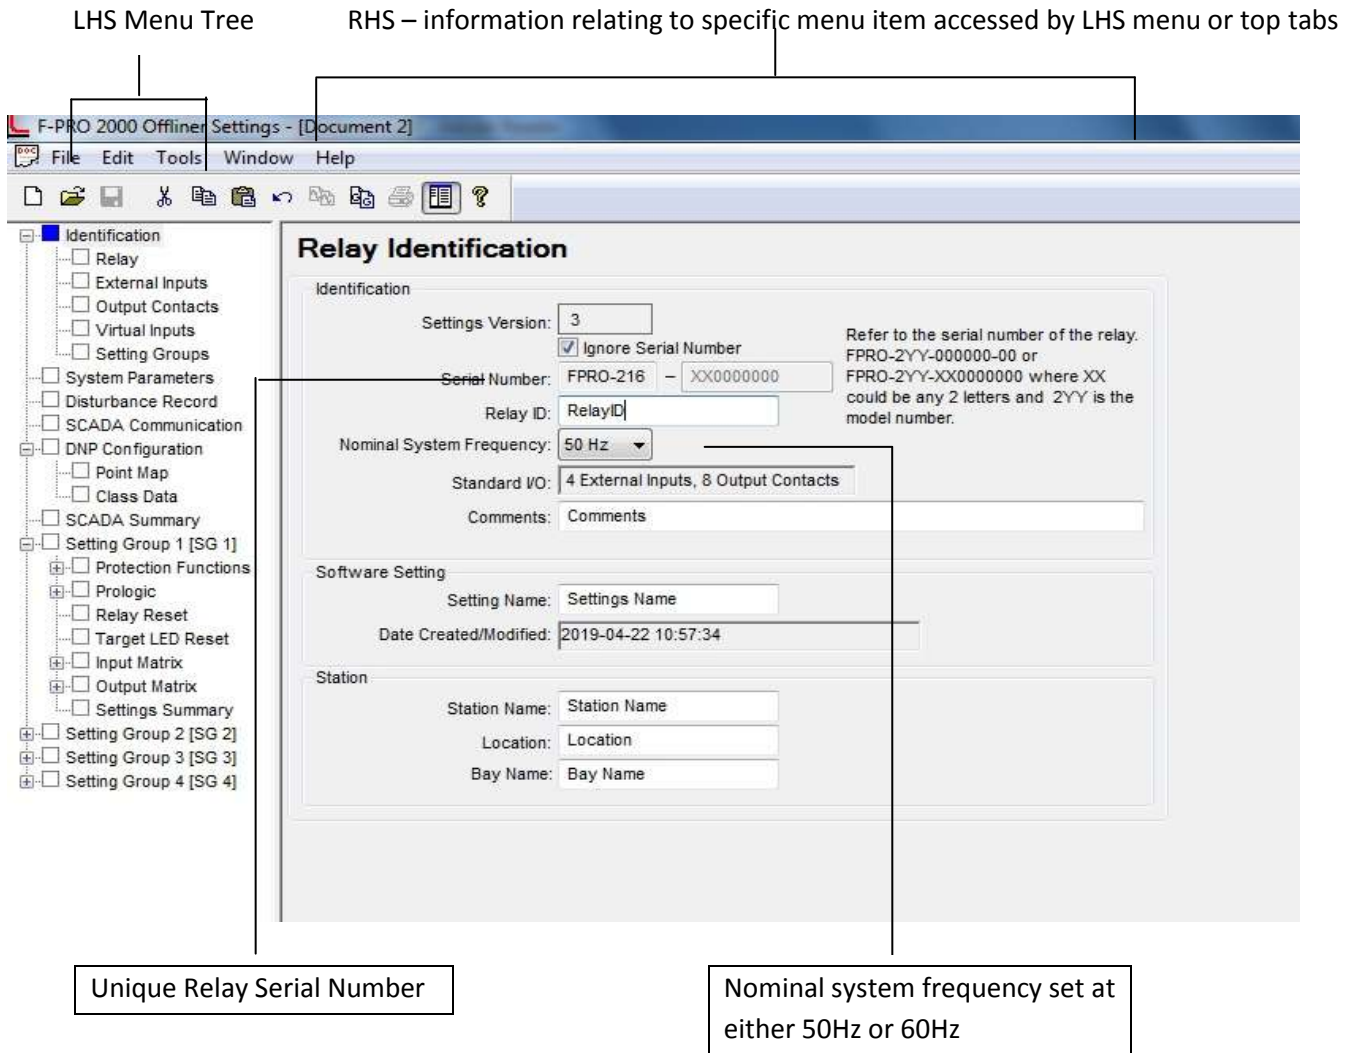 LHS Menu Tree
RHS – information relating to specific menu item accessed by LHS menu or top tabs
F-PRO 2000 Offliner Settings - [Document 2]
File Edit Tools Window Help
Identification
Relay
External Inputs
Output Contacts
Virtual Inputs
Setting Groups
System Parameters
Disturbance Record
SCADA Communication
DNP Configuration
Point Map
Class Data
SCADA Summary
Setting Group 1 [SG 1]
Protection Functions
Prologic
Relay Reset
Target LED Reset
Input Matrix
Output Matrix
Settings Summary
Setting Group 2 [SG 2]
Setting Group 3 [SG 3]
Setting Group 4 [SG 4]
Relay Identification
Identification
Settings Version: 3
Ignore Serial Number
Serial Number: FPRO-216 – XX0000000
Refer to the serial number of the relay.
FPRO-2YY-000000-00 or
FPRO-2YY-XX0000000 where XX
could be any 2 letters and 2YY is the
model number.
Relay ID: RelayID
Nominal System Frequency: 50 Hz
Standard I/O: 4 External Inputs, 8 Output Contacts
Comments: Comments
Software Setting
Setting Name: Settings Name
Date Created/Modified: 2019-04-22 10:57:34
Station
Station Name: Station Name
Location: Location
Bay Name: Bay Name
Unique Relay Serial Number
Nominal system frequency set at
either 50Hz or 60Hz